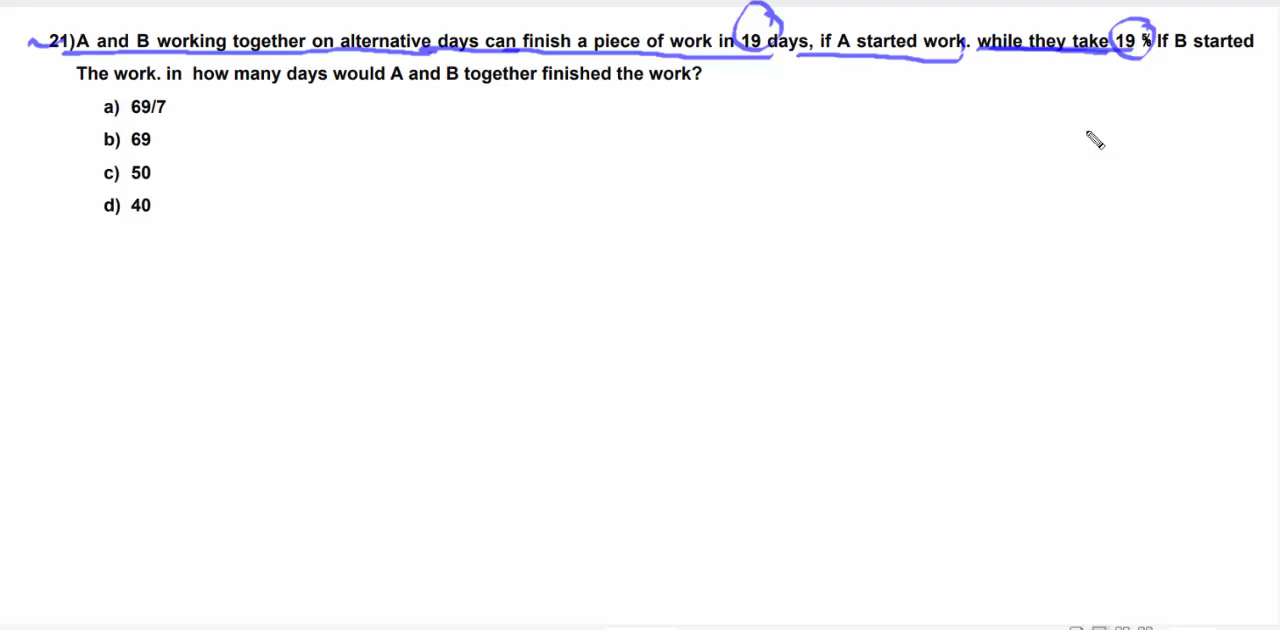 21)A and B working together on alternative days can finish a piece of work in 19 days, if A started work. while they take 19 If B started
The work. in how many days would A and B together finished the work?
a) 69/7
b) 69
c) 50
d) 40